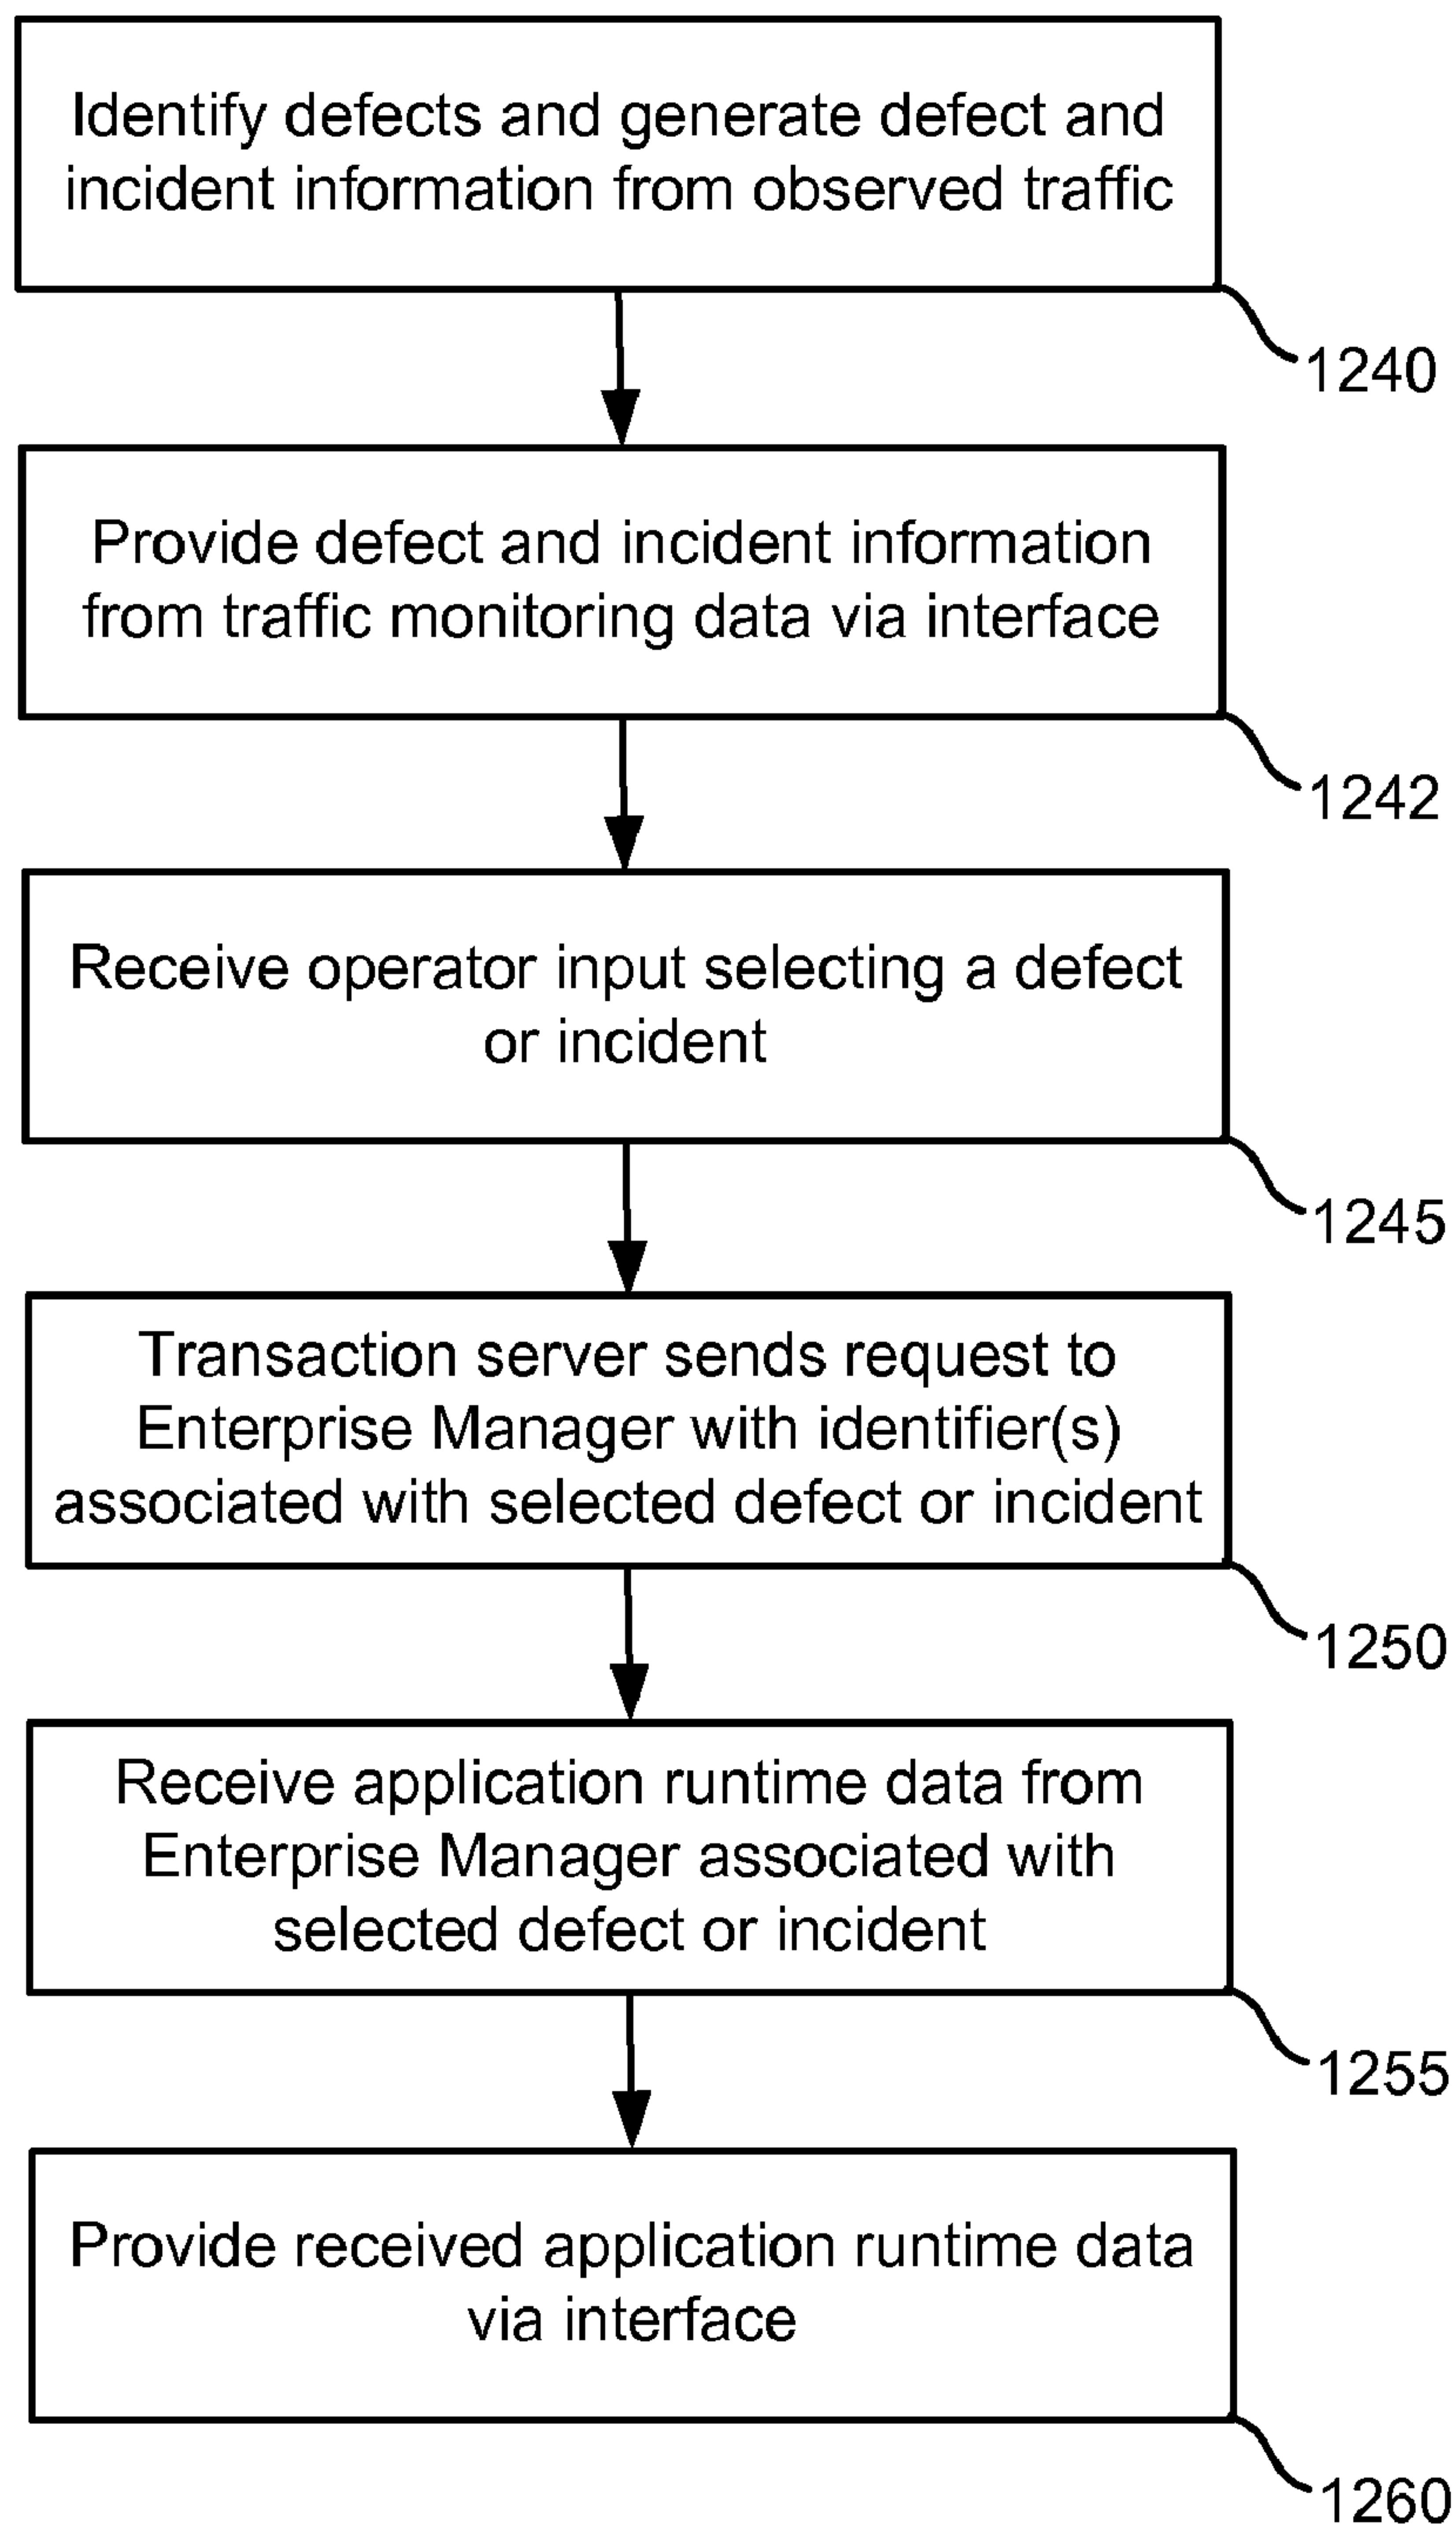 Identify defects and generate defect and
incident information from observed traffic
1240
Provide defect and incident information
from traffic monitoring data via interface
1242
Receive operator input selecting a defect
or incident
1245
Transaction server sends request to
Enterprise Manager with identifier(s)
associated with selected defect or incident
1250
Receive application runtime data from
Enterprise Manager associated with
selected defect or incident
1255
Provide received application runtime data
via interface
1260